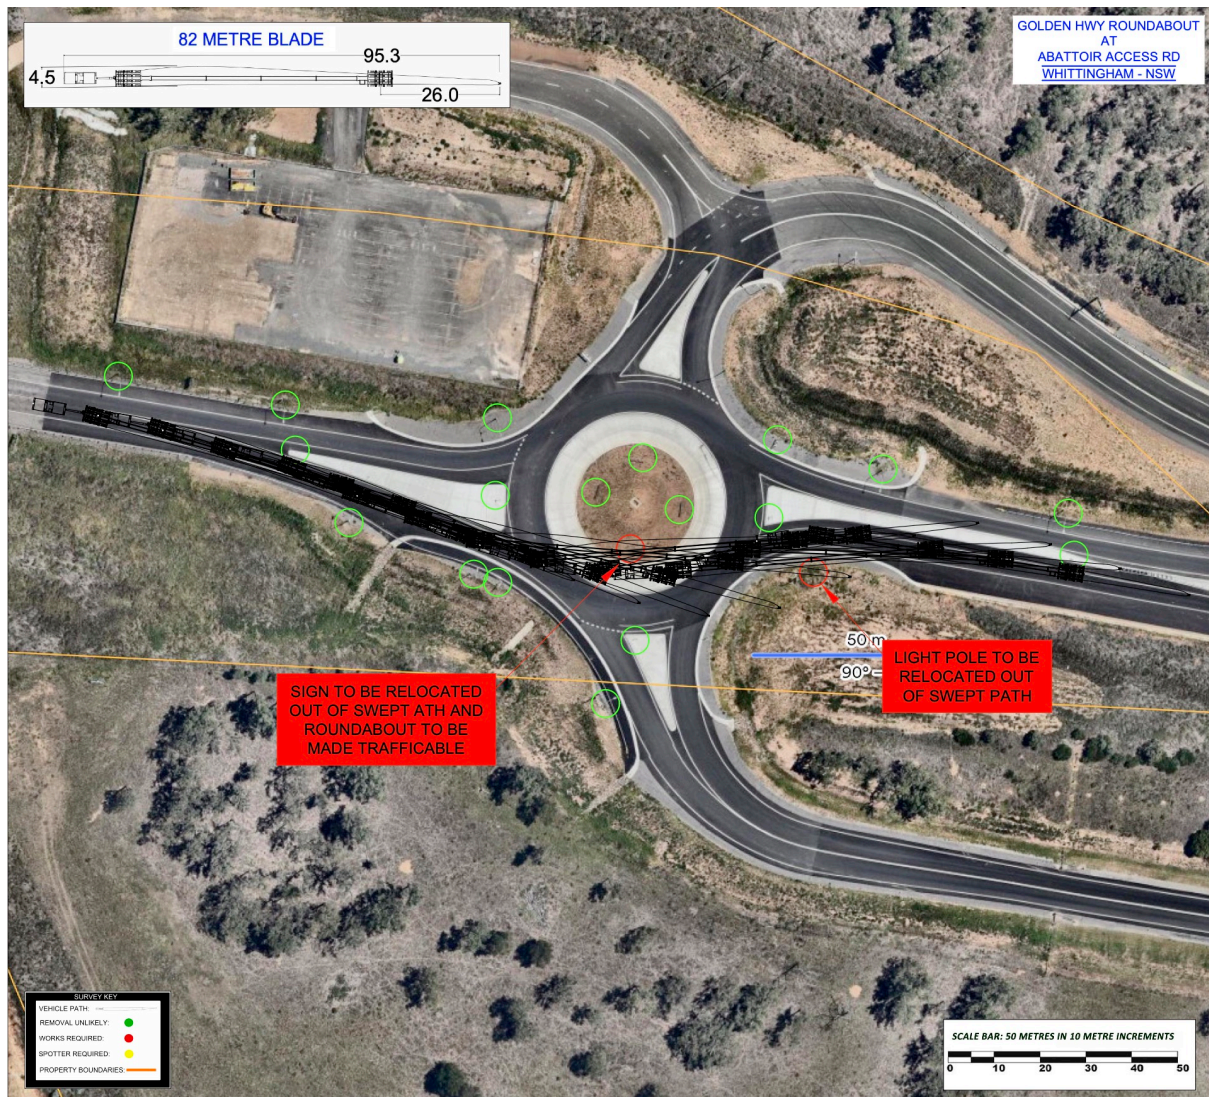 82 METRE BLADE
95.3
4.5
26.0
GOLDEN HWY ROUNDABOUT
AT
ABATTOIR ACCESS RD
WHITTINGHAM - NSW
50 m
90°
LIGHT POLE TO BE
RELOCATED OUT
OF SWEPT PATH
SIGN TO BE RELOCATED
OUT OF SWEPT ATH AND
ROUNDABOUT TO BE
MADE TRAFFICABLE
SURVEY KEY
VEHICLE PATH:
REMOVAL UNLIKELY:
WORKS REQUIRED:
SPOTTER REQUIRED:
PROPERTY BOUNDARIES:
SCALE BAR: 50 METRES IN 10 METRE INCREMENTS
0 10 20 30 40 50